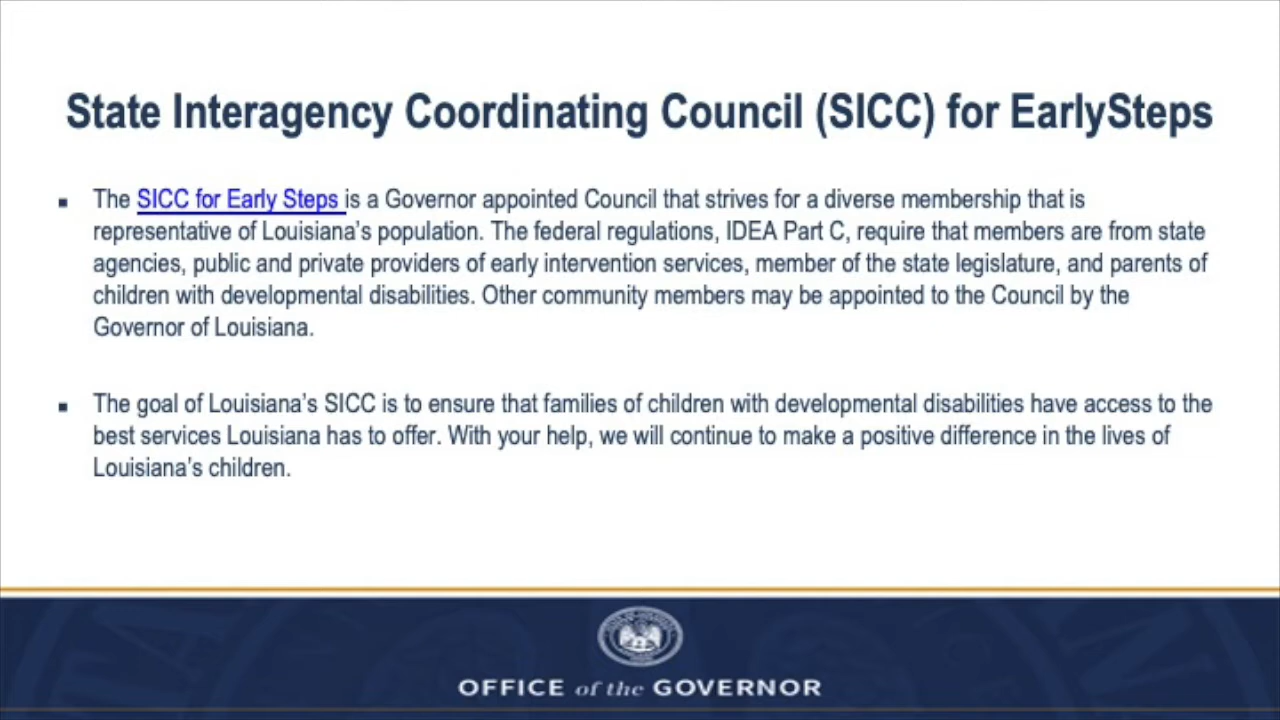 State Interagency Coordinating Council (SICC) for EarlySteps
▪ The SICC for Early Steps is a Governor appointed Council that strives for a diverse membership that is
representative of Louisiana’s population. The federal regulations, IDEA Part C, require that members are from state
agencies, public and private providers of early intervention services, member of the state legislature, and parents of
children with developmental disabilities. Other community members may be appointed to the Council by the
Governor of Louisiana.
▪ The goal of Louisiana’s SICC is to ensure that families of children with developmental disabilities have access to the
best services Louisiana has to offer. With your help, we will continue to make a positive difference in the lives of
Louisiana’s children.
OFFICE of the GOVERNOR